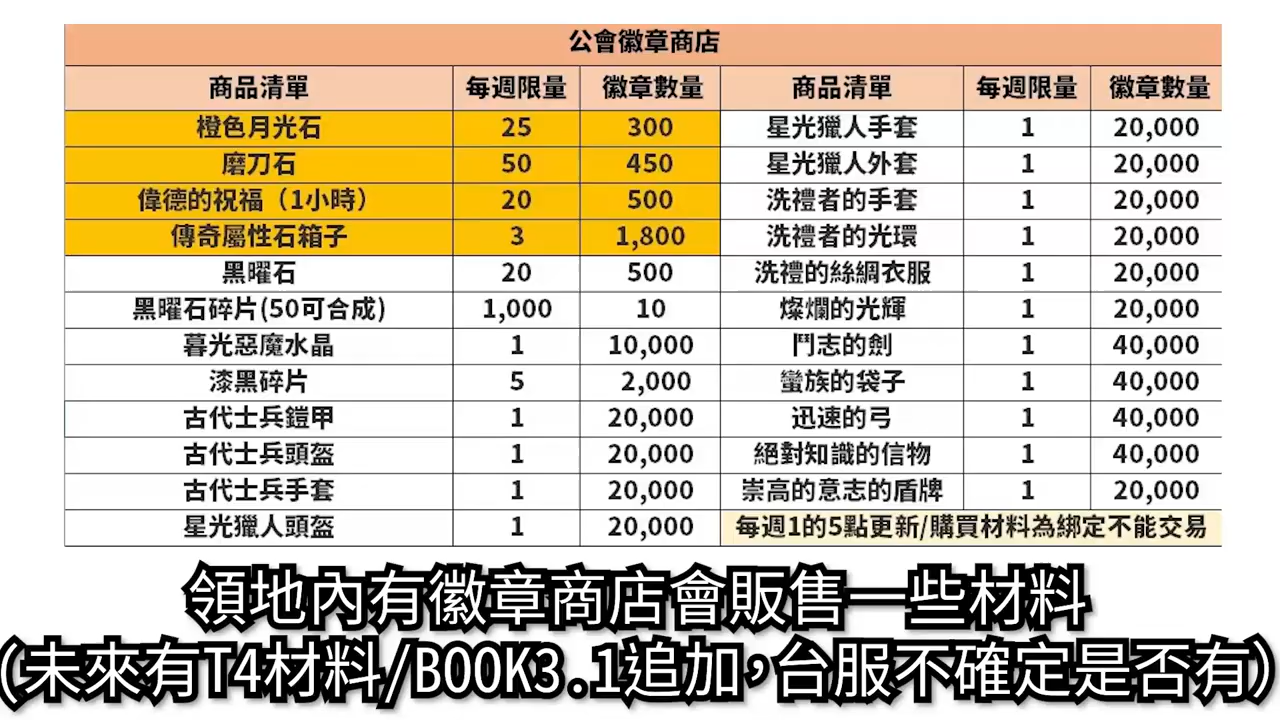 公會徽章商店
商品清單 每週限量 徽章數量 商品清單 每週限量 徽章數量
橙色月光石 25 300 星光獵人手套 1 20,000
磨刀石 50 450 星光獵人外套 1 20,000
偉德的祝福（1小時） 20 500 洗禮者的手套 1 20,000
傳奇屬性石箱子 3 1,800 洗禮者的光環 1 20,000
黑曜石 20 500 洗禮的絲綢衣服 1 20,000
黑曜石碎片(50可合成) 1,000 10 燦爛的光輝 1 20,000
暮光惡魔水晶 1 10,000 鬥志的劍 1 40,000
漆黑碎片 5 2,000 蠻族的袋子 1 40,000
古代士兵鎧甲 1 20,000 迅速的弓 1 40,000
古代士兵頭盔 1 20,000 絕對知識的信物 1 40,000
古代士兵手套 1 20,000 崇高的意志的盾牌 1 20,000
星光獵人頭盔 1 20,000 每週1的5點更新/購買材料為綁定不能交易
領地內有徽章商店會販售一些材料
(未來有T4材料/BOOK3.1追加,台服不確定是否有)